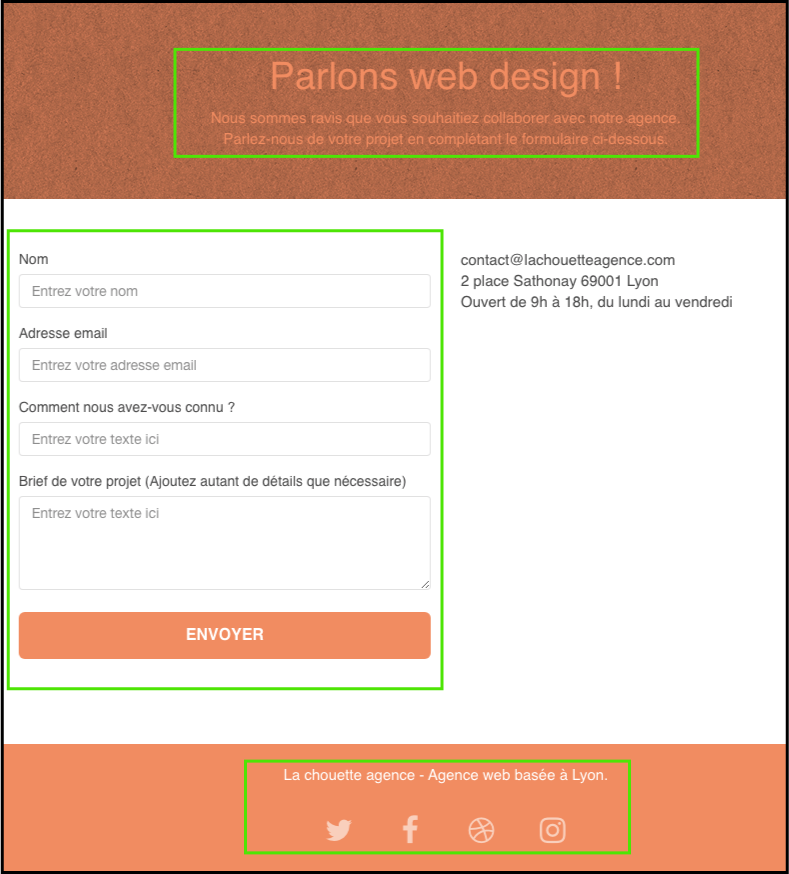 Parlons web design !
Nous sommes ravis que vous souhaitiez collaborer avec notre agence.
Parlez-nous de votre projet en complétant le formulaire ci-dessous.
Nom
Entrez votre nom
Adresse email
Entrez votre adresse email
Comment nous avez-vous connu ?
Entrez votre texte ici
Brief de votre projet (Ajoutez autant de détails que nécessaire)
Entrez votre texte ici
ENVOYER
contact@lachouetteagence.com
2 place Sathonay 69001 Lyon
Ouvert de 9h à 18h, du lundi au vendredi
La chouette agence - Agence web basée à Lyon.